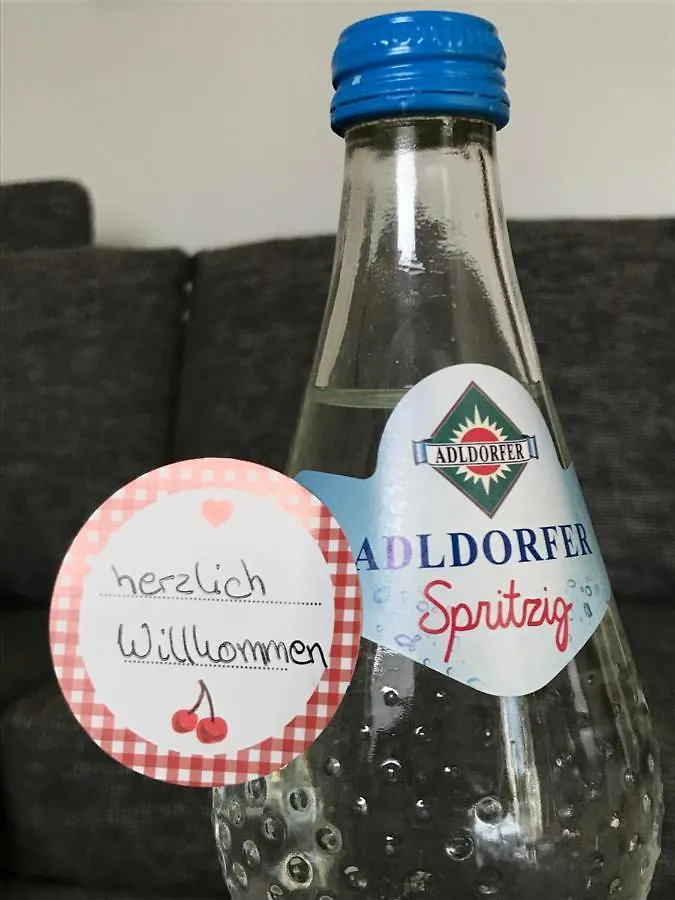 ADLDORFER
ADLDORFER
Spritzig
herzlich
Willkommen